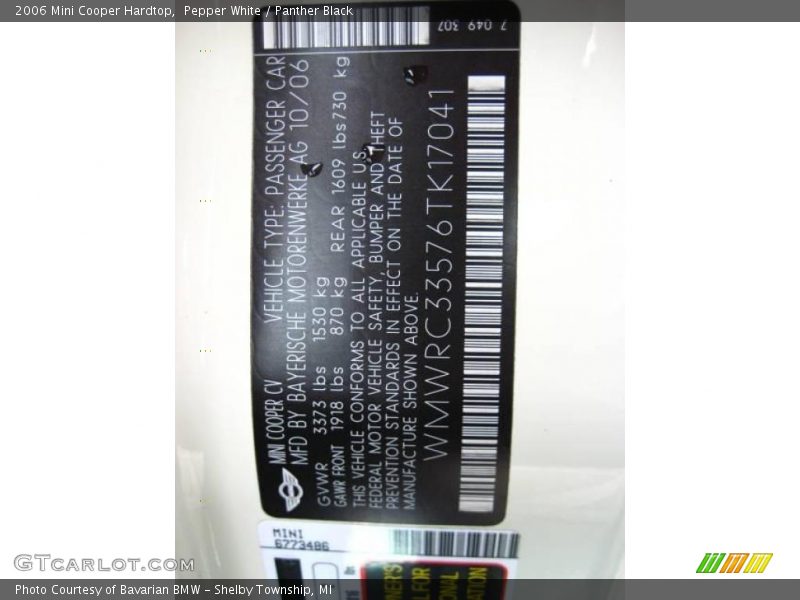 2006 Mini Cooper Hardtop, Pepper White / Panther Black
7 049 307
MINI COOPER CV VEHICLE TYPE: PASSENGER CAR
MFD BY BAYERISCHE MOTORENWERKE AG 10/06
GVWR 3373 lbs 1530 kg
GAWR FRONT 1918 lbs 870 kg REAR 1609 lbs 730 kg
THIS VEHICLE CONFORMS TO ALL APPLICABLE U.S.
FEDERAL MOTOR VEHICLE SAFETY, BUMPER AND THEFT
PREVENTION STANDARDS IN EFFECT ON THE DATE OF
MANUFACTURE SHOWN ABOVE.
WMWRC33576TK17041
MINI
6773486
GTcarlot.com
Photo Courtesy of Bavarian BMW - Shelby Township, MI